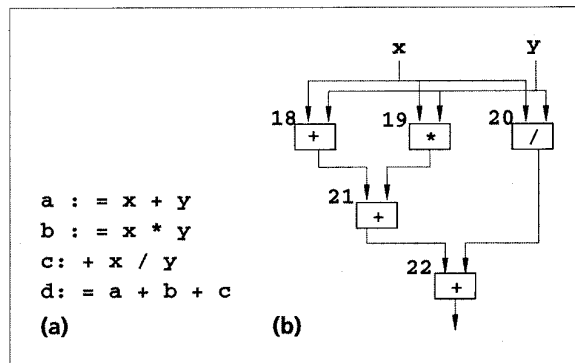 a : = x + y
b : = x * y
c: + x / y
d: = a + b + c
(a)
x y
18 + 19 * 20 /
21 +
22 +
(b)